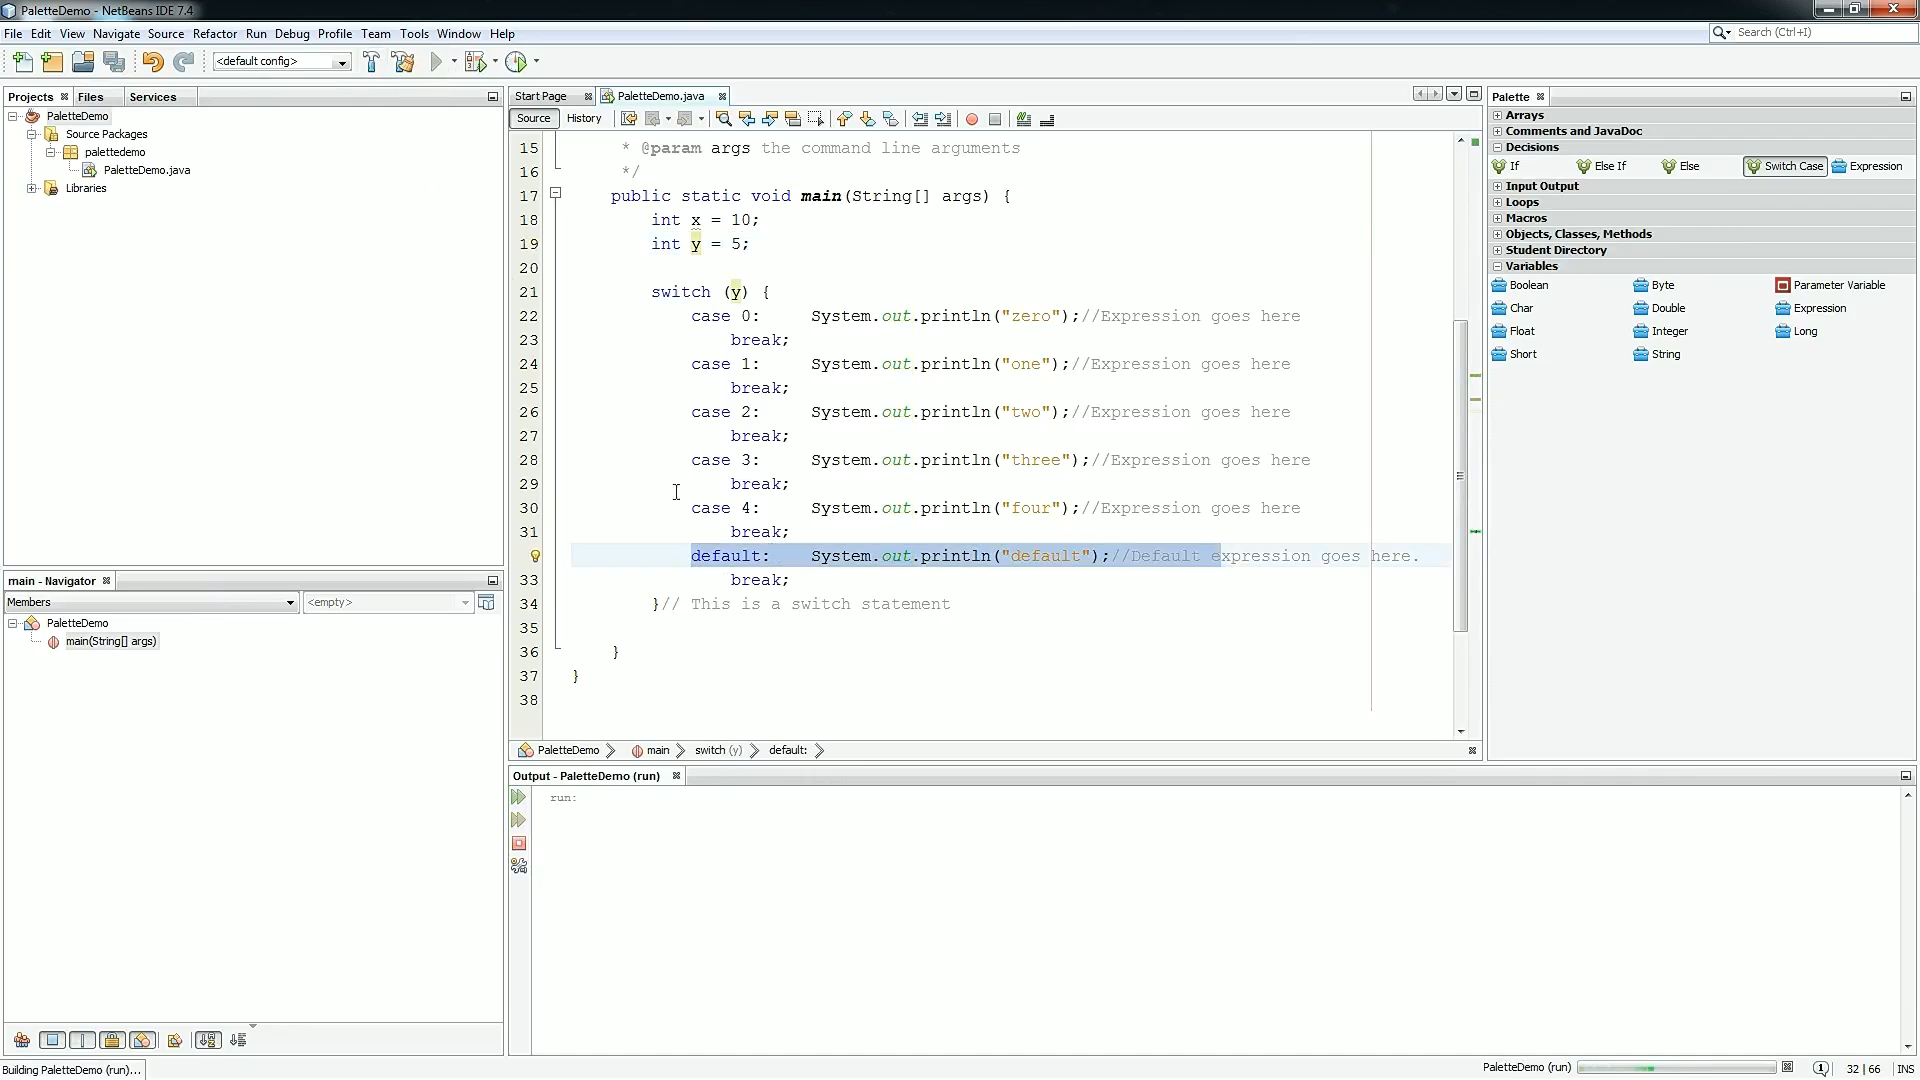 PaletteDemo - NetBeans IDE 7.4
File Edit View Navigate Source Refactor Run Debug Profile Team Tools Window Help
Search (Ctrl+I)
<default config>
Projects Files Services
PaletteDemo
Source Packages
palettedemo
PaletteDemo.java
Libraries
main - Navigator
Members <empty>
PaletteDemo
main(String[] args)
Start Page PaletteDemo.java
Source History
15 * @param args the command line arguments
16 */
17 public static void main(String[] args) {
18 int x = 10;
19 int y = 5;
20
21 switch (y) {
22 case 0: System.out.println("zero");//Expression goes here
23 break;
24 case 1: System.out.println("one");//Expression goes here
25 break;
26 case 2: System.out.println("two");//Expression goes here
27 break;
28 case 3: System.out.println("three");//Expression goes here
29 break;
30 case 4: System.out.println("four");//Expression goes here
31 break;
default: System.out.println("default");//Default expression goes here.
33 break;
34 }// This is a switch statement
35
36 }
37 }
38
PaletteDemo main switch (y) default:
Palette
Arrays
Comments and JavaDoc
Decisions
If Else If Else Switch Case Expression
Input Output
Loops
Macros
Objects, Classes, Methods
Student Directory
Variables
Boolean Byte Parameter Variable
Char Double Expression
Float Integer Long
Short String
Output - PaletteDemo (run)
run:
Building PaletteDemo (run)...
PaletteDemo (run) 1 32 | 66 INS